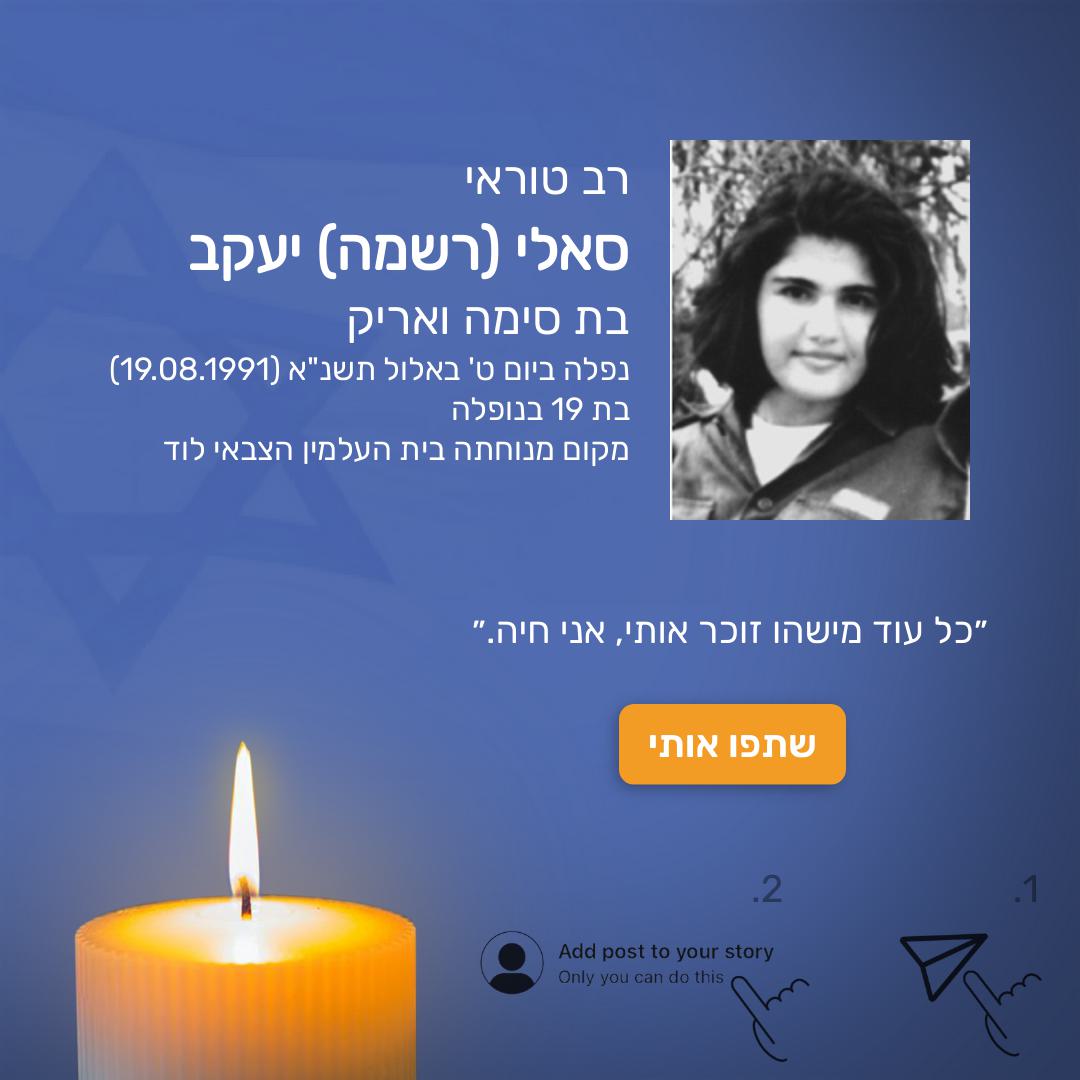 רב טוראי
סאלי (רשמה) יעקב
בת סימה ואריק
נפלה ביום ט' באלול תשנ"א (19.08.1991)
בת 19 בנופלה
מקום מנוחתה בית העלמין הצבאי לוד
״כל עוד מישהו זוכר אותי, אני חיה.״
שתפו אותי
1.
2.
Add post to your story
Only you can do this